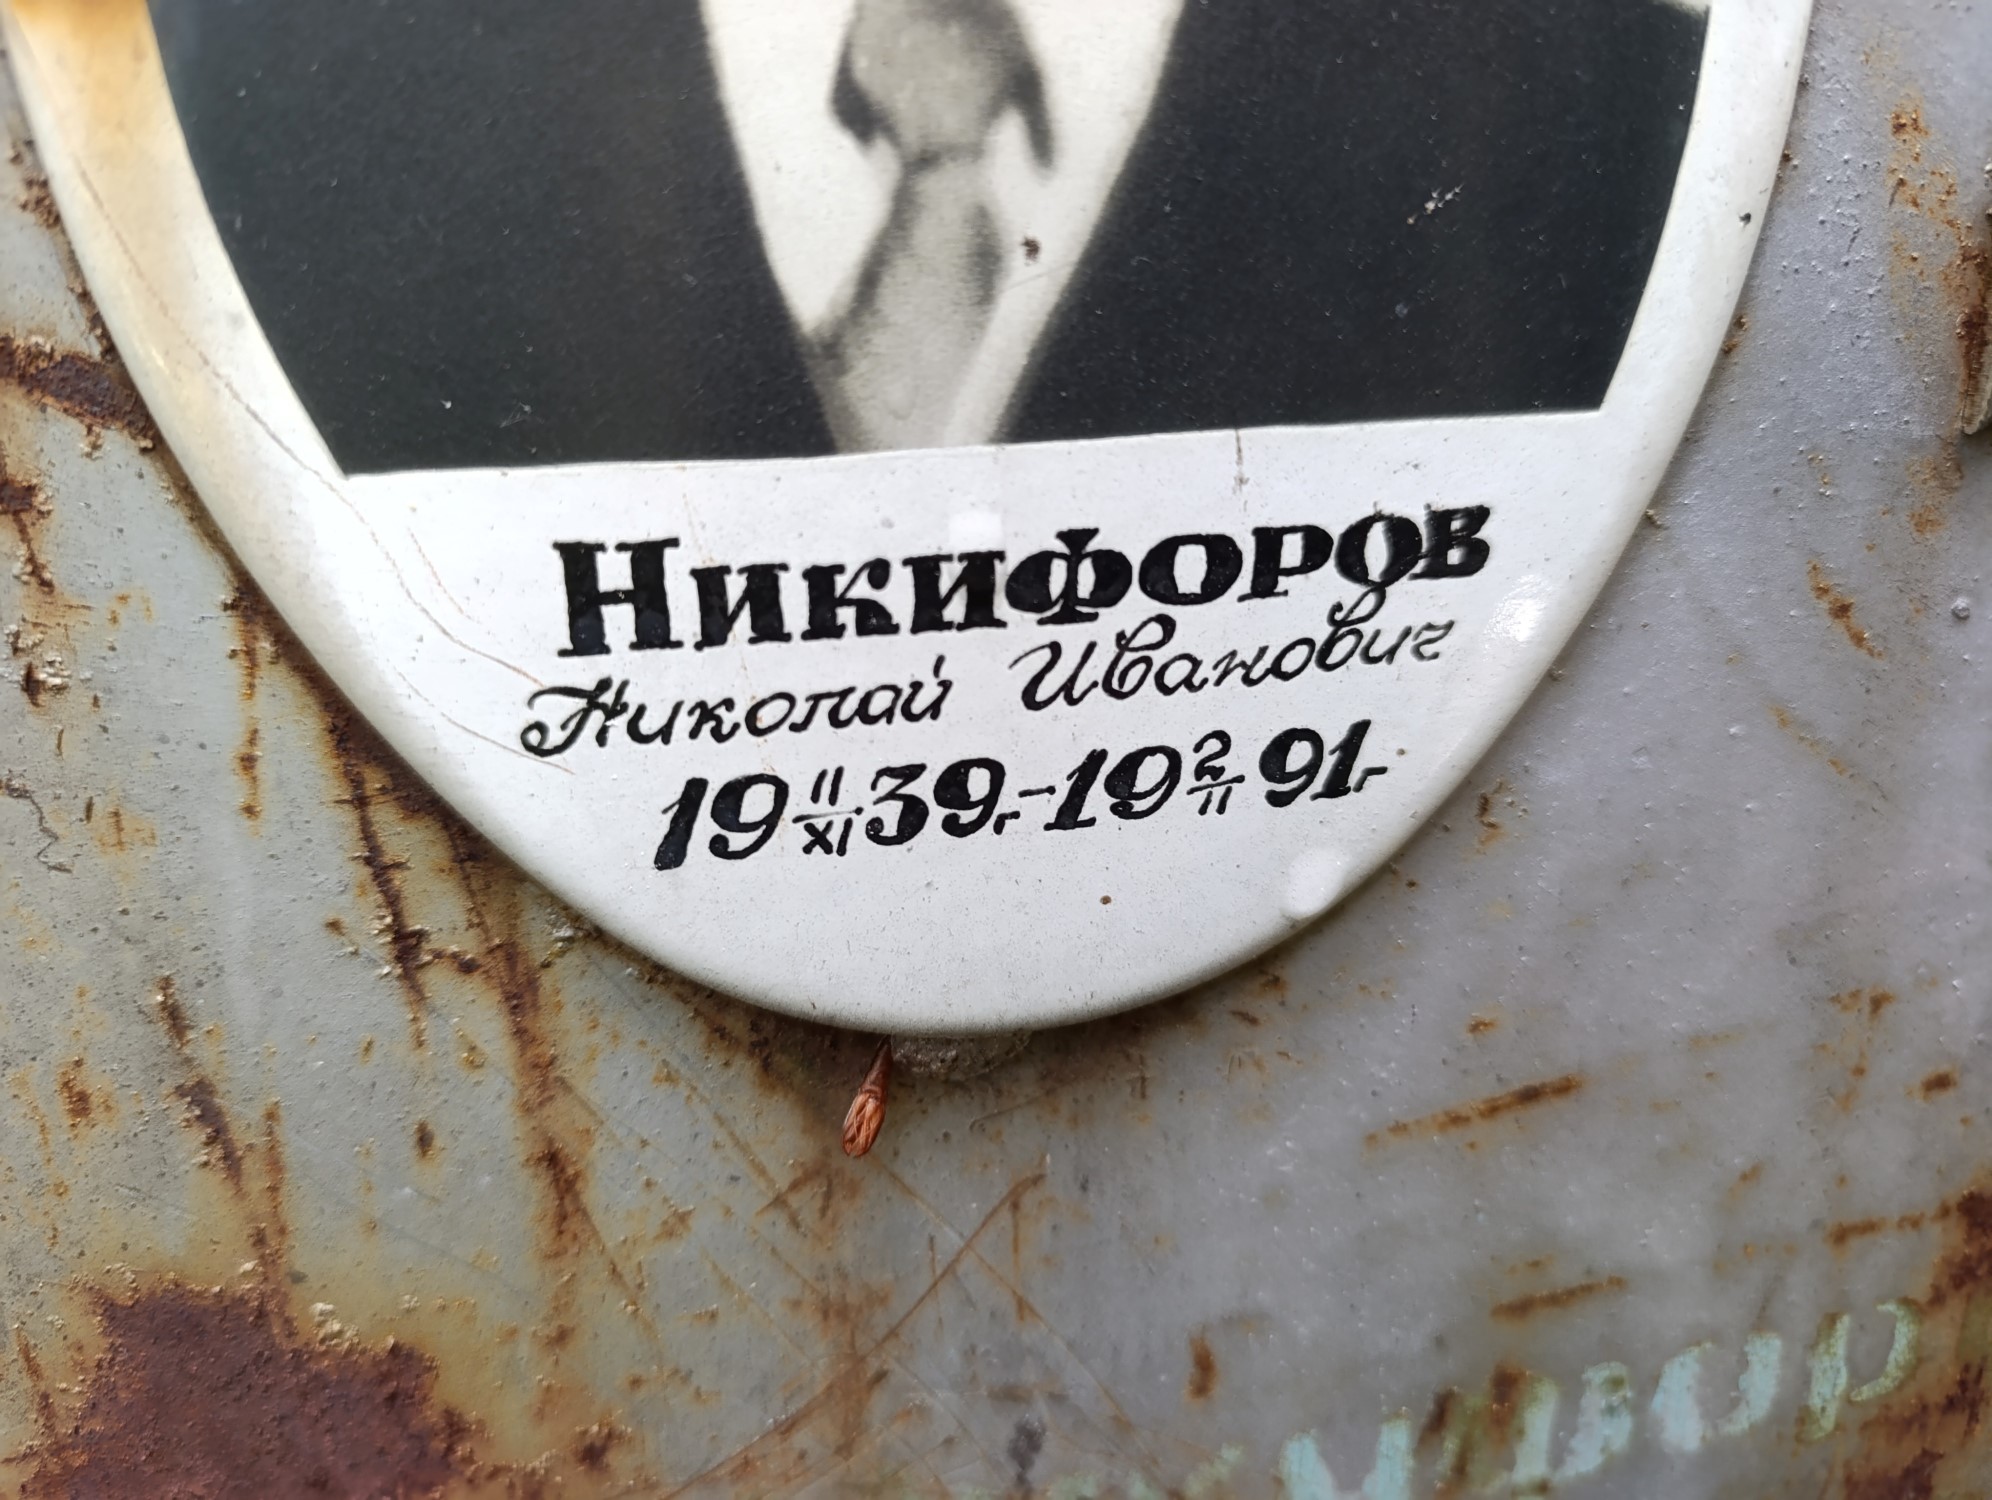 Никифоров
Николай Иванович
19 11/XI 39г.-19 2/II 91г